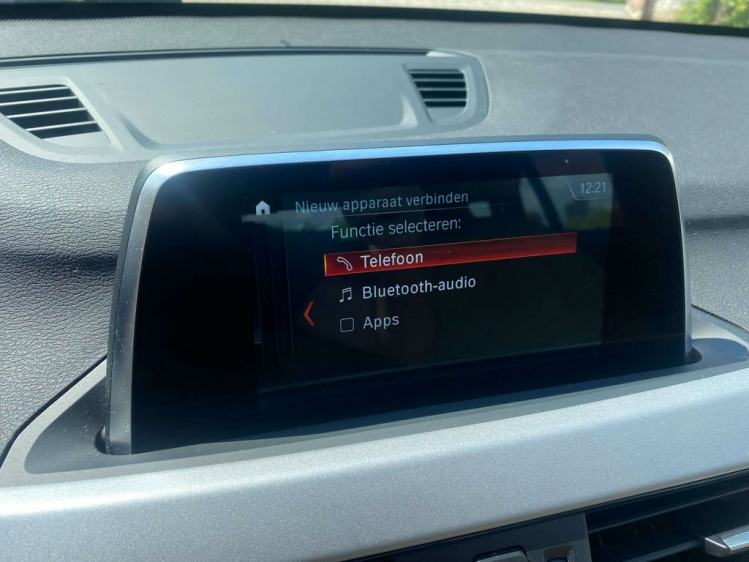 Nieuw apparaat verbinden
12:21
Functie selecteren:
Telefoon
Bluetooth-audio
Apps